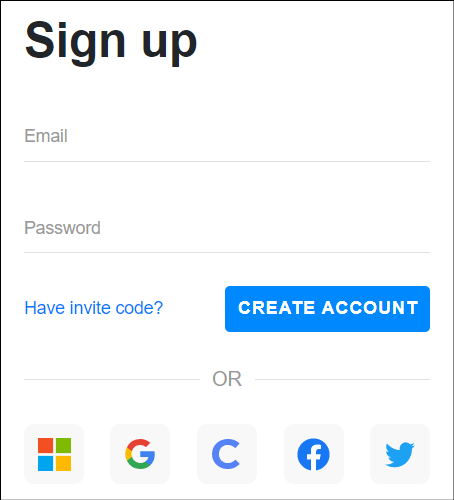 Sign up
Email
Password
Have invite code?
CREATE ACCOUNT
OR